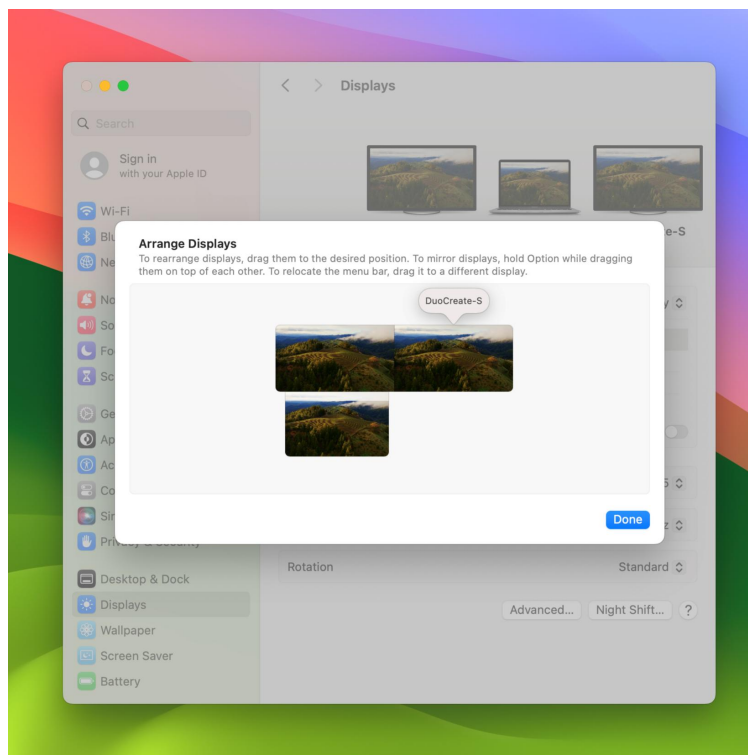 Displays
Search
Sign in
with your Apple ID
Wi-Fi
e-S
Arrange Displays
To rearrange displays, drag them to the desired position. To mirror displays, hold Option while dragging
them on top of each other. To relocate the menu bar, drag it to a different display.
DuoCreate-S
Done
Rotation
Standard
Desktop & Dock
Displays
Advanced...
Night Shift...
?
Wallpaper
Screen Saver
Battery